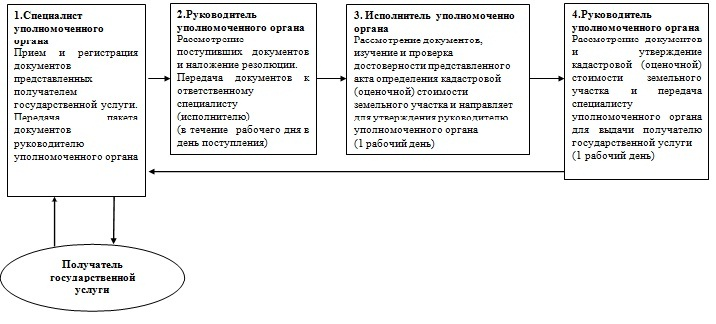 1.Специалист
уполномоченного
органа
Прием и регистрация
документов
представленных
получателем
государственной услуги.
Передача пакета
документов
руководителю
уполномоченного органа
2.Руководитель
уполномоченного органа
Рассмотрение
поступивших документов
и наложение резолюции.
Передача документов к
ответственному
специалисту
(исполнителю)
(в течение рабочего дня в
день поступления)
3. Исполнитель уполномоченно
органа
Рассмотрение документов,
изучение и проверка
достоверности представленного
акта определения кадастровой
(оценочной) стоимости
земельного участка и направляет
для утверждения руководителю
уполномоченного органа
(1 рабочий день)
4.Руководитель
уполномоченного органа
Рассмотрение документов
и утверждение
кадастровой (оценочной)
стоимости земельного
участка и передача
специалисту
уполномоченного органа
для выдачи получателю
государственной услуги
(1 рабочий день)
Получатель
государственной
услуги